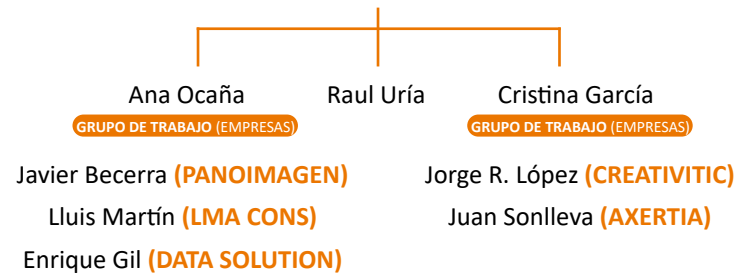 Ana Ocaña
Raul Uría
Cristina García
GRUPO DE TRABAJO (EMPRESAS)
GRUPO DE TRABAJO (EMPRESAS)
Javier Becerra (PANOIMAGEN)
Jorge R. López (CREATIVITIC)
Lluis Martín (LMA CONS)
Juan Sonlleva (AXERTIA)
Enrique Gil (DATA SOLUTION)